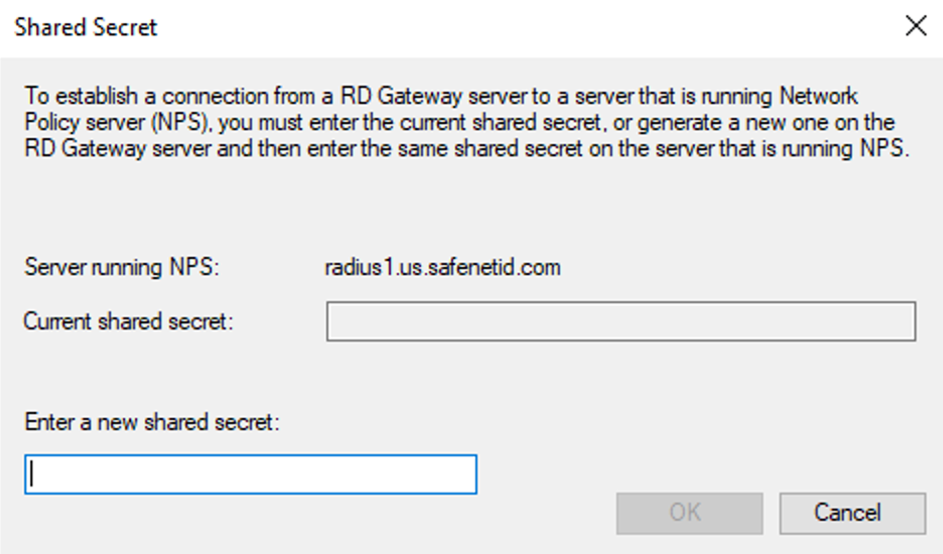 Shared Secret
To establish a connection from a RD Gateway server to a server that is running Network
Policy server (NPS), you must enter the current shared secret, or generate a new one on the
RD Gateway server and then enter the same shared secret on the server that is running NPS.
Server running NPS: radius1.us.safenetid.com
Current shared secret:
Enter a new shared secret:
OK Cancel